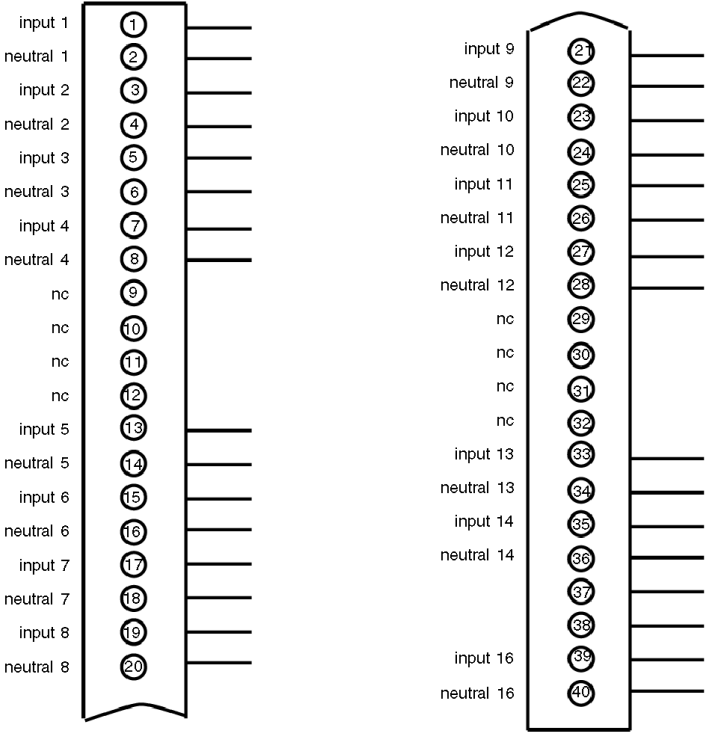 input 1 1
neutral 1 2
input 2 3
neutral 2 4
input 3 5
neutral 3 6
input 4 7
neutral 4 8
nc 9
nc 10
nc 11
nc 12
input 5 13
neutral 5 14
input 6 15
neutral 6 16
input 7 17
neutral 7 18
input 8 19
neutral 8 20
input 9 21
neutral 9 22
input 10 23
neutral 10 24
input 11 25
neutral 11 26
input 12 27
neutral 12 28
nc 29
nc 30
nc 31
nc 32
input 13 33
neutral 13 34
input 14 35
neutral 14 36
37
38
input 16 39
neutral 16 40